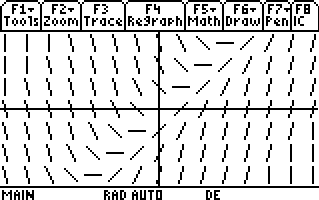 F1 F2 F3 F4 F5 F6 F7 F8
Tools Zoom Trace ReGraph Math Draw Pen IC
MAIN RAD AUTO DE